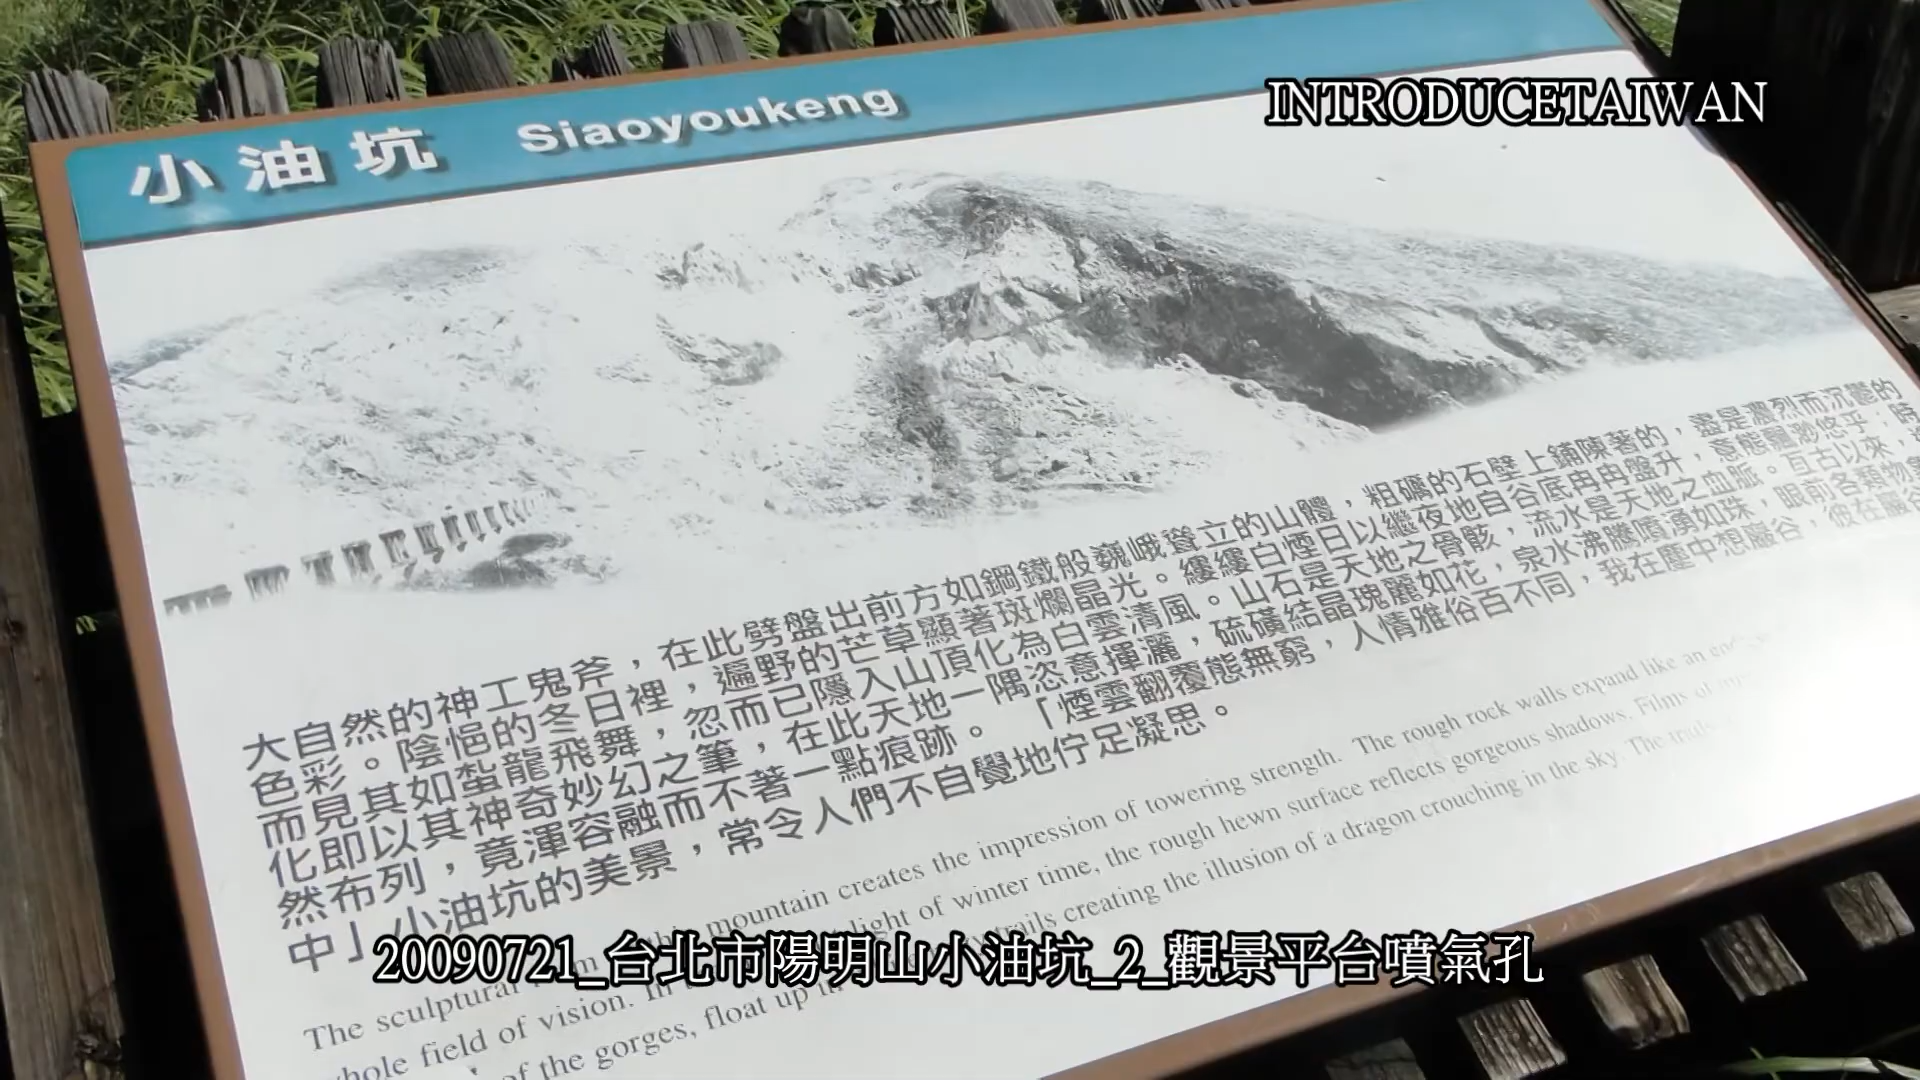 INTRODUCETAIWAN
小油坑 Siaoyoukeng
大自然的神工鬼斧，在此劈盤出前方如鋼鐵般巍峨聳立的山體，粗礪的石壁上鋪陳著的，盡是濃烈而沉鬱的
色彩。陰悒的冬日裡，遍野的芒草顯著斑爛晶光。縷縷白煙日以繼夜地自谷底冉冉盤升，意態飄渺悠乎；時
而見其如蟄龍飛舞，忽而已隱入山頂化為白雲清風。山石是天地之骨骸，流水是天地之血脈。亙古以來，
化即以其神奇妙幻之筆，在此天地一隅恣意揮灑，硫磺結晶瑰麗如花，泉水沸騰噴湧如珠，眼前各類物
然布列，竟渾容融而不著一點痕跡。「煙雲翻覆態無窮，人情雅俗百不同，我在塵中想巖谷，彼在巖谷
中」小油坑的美景，常令人們不自覺地佇足凝思。
The sculptural mountain creates the impression of towering strength. The rough rock walls expand like an
whole field of vision. In light of winter time, the rough hewn surface reflects gorgeous shadows. Films of
of the gorges, float up trails creating the illusion of a dragon crouching in the sky. The
20090721_台北市陽明山小油坑_2_觀景平台噴氣孔